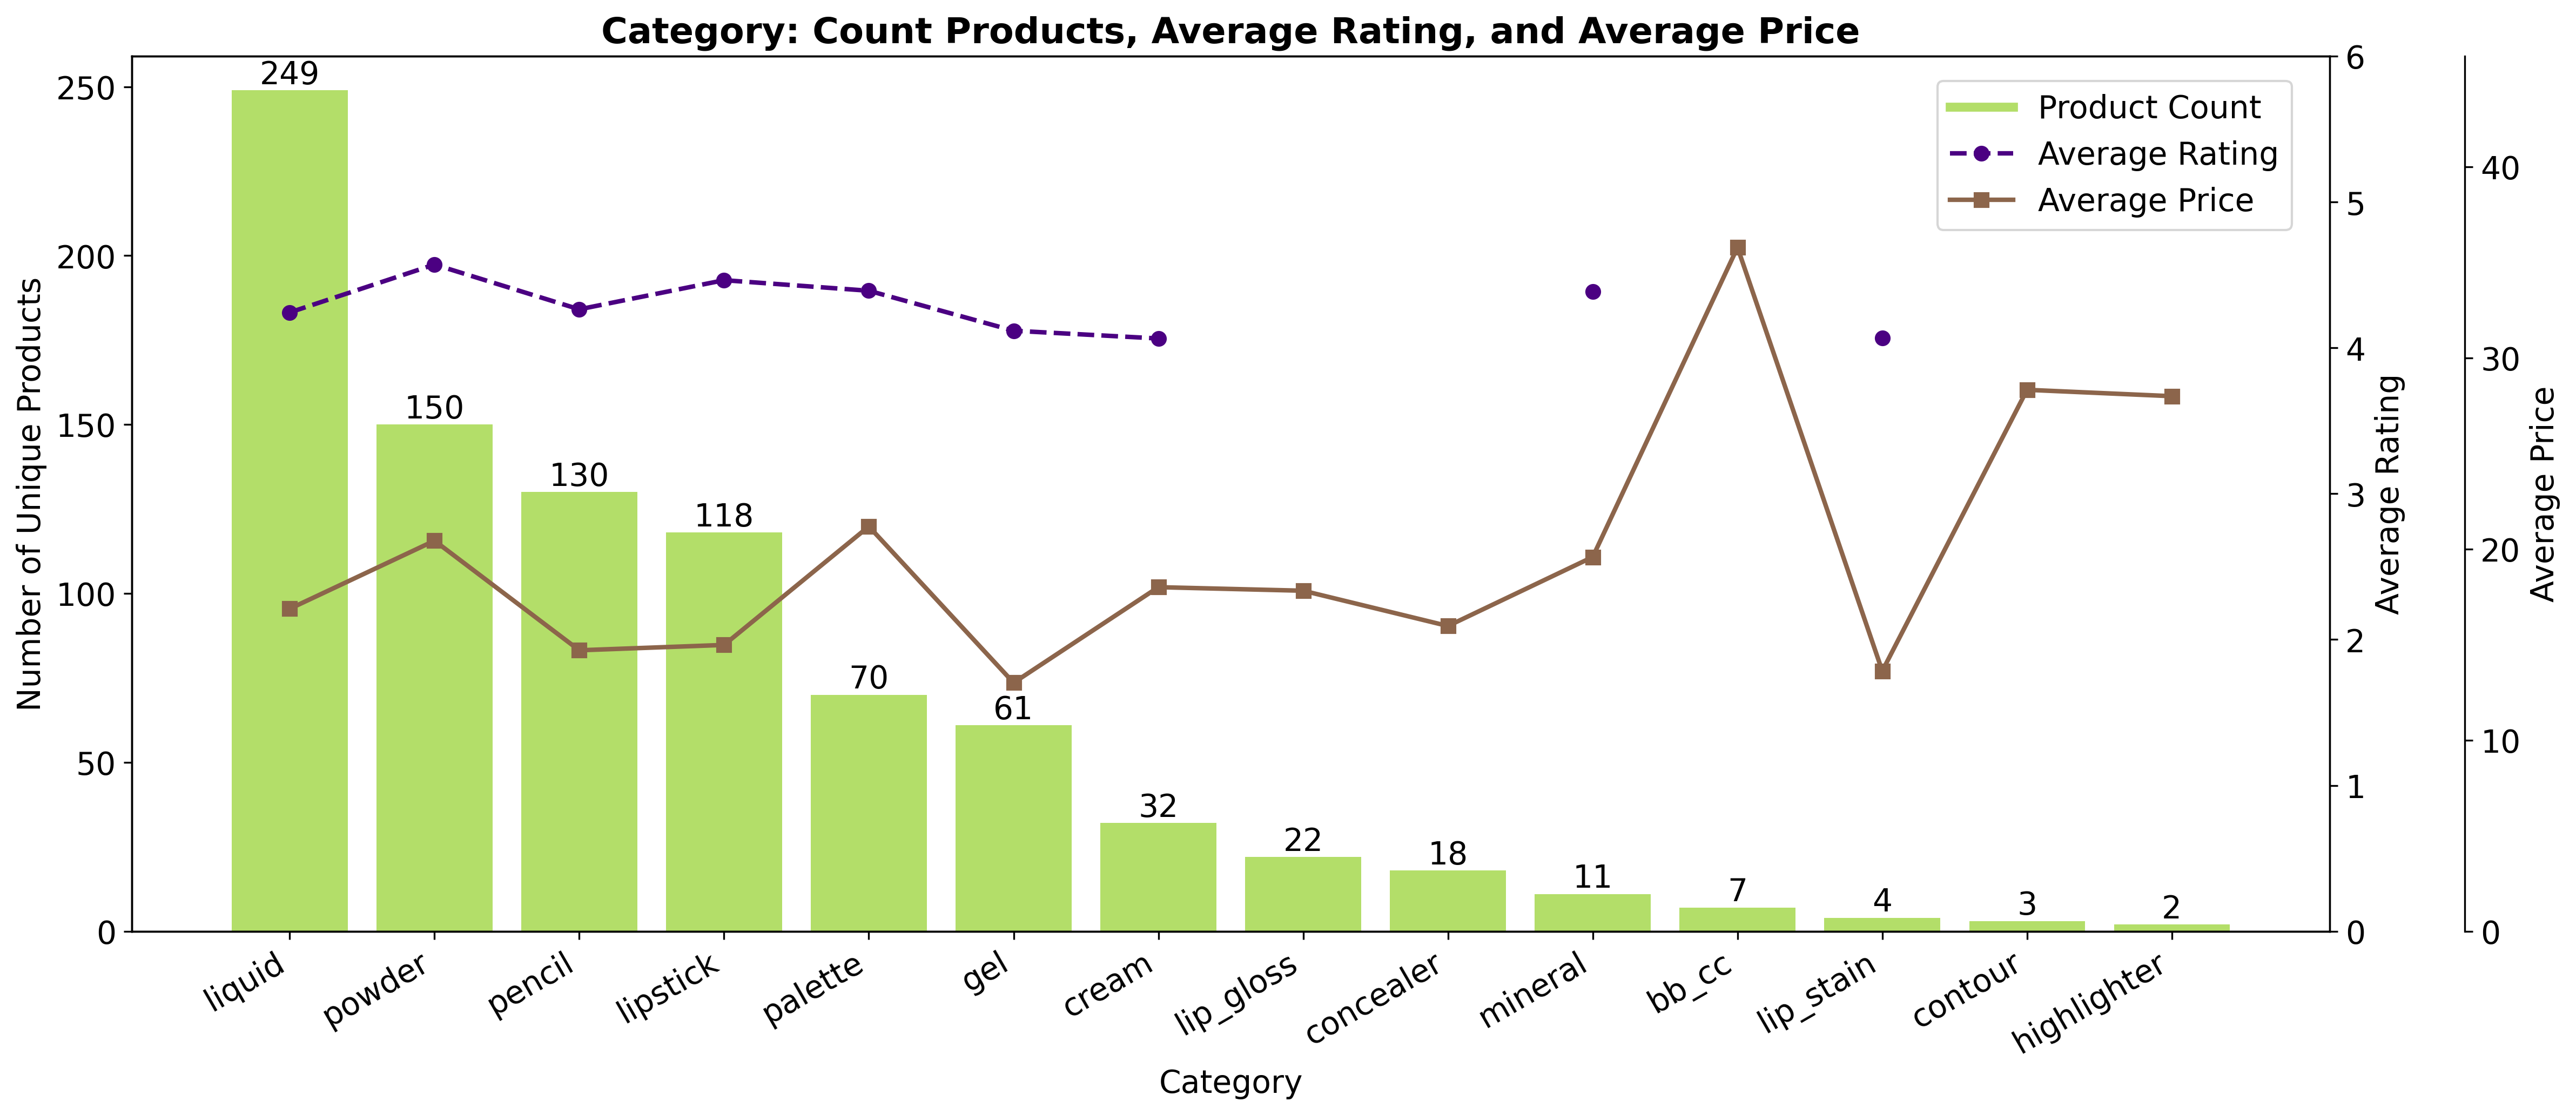 Category: Count Products, Average Rating, and Average Price
Product Count
Average Rating
Average Price
Number of Unique Products
250
200
150
100
50
0
249
150
130
118
70
61
32
22
18
11
7
4
3
2
6
5
4
3
2
1
0
Average Rating
40
30
20
10
0
Average Price
liquid
powder
pencil
lipstick
palette
gel
cream
lip_gloss
concealer
mineral
bb_cc
lip_stain
contour
highlighter
Category